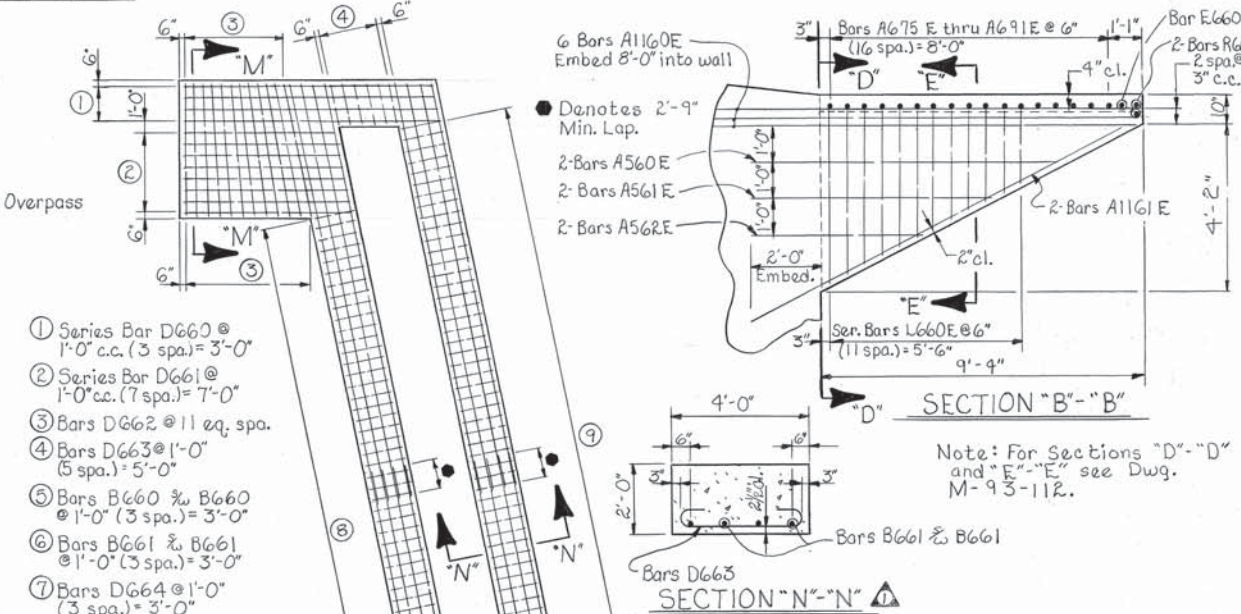 6"
③
6"
④
6"
"M"
6"
①
1'-0"
②
Overpass
6"
"M"
6"
③
① Series Bar D660 @
1'-0" c.c. (3 spa.) = 3'-0"
② Series Bar D661 @
1'-0" c.c. (7 spa.) = 7'-0"
③ Bars D662 @ 11 eq. spa.
④ Bars D663 @ 1'-0"
(5 spa.) = 5'-0"
⑤ Bars B660 B660
@ 1'-0" (3 spa.) = 3'-0"
⑥ Bars B661 B661
@ 1'-0" (3 spa.) = 3'-0"
⑦ Bars D664 @ 1'-0"
(3 spa.) = 3'-0"
⑧
"N"
"N"
⑨
6 Bars A1160E
Embed 8'-0" into wall
Denotes 2'-9"
Min. Lap.
2-Bars A560E
2-Bars A561E
2-Bars A562E
1'-0"
1'-0"
1'-0"
2'-0"
Embed.
3"
Bars A675 E thru A691E @ 6"
(16 spa.) = 8'-0"
1'-1"
Bar E660
2-Bars R6
2 spa.@
3" c.c.
"D"
"E"
4" cl.
10"
4'-2"
2-Bars A1161 E
2" cl.
"E"
Ser. Bars L660E @ 6"
3"
(11 spa.) = 5'-6"
9'-4"
"D"
SECTION "B"-"B"
Note: For Sections "D"-"D"
and "E"-"E" see Dwg.
M-93-112.
4'-0"
6"
6"
3"
3"
2'-0"
Bars B661 B661
Bars D663
SECTION "N"-"N"
1